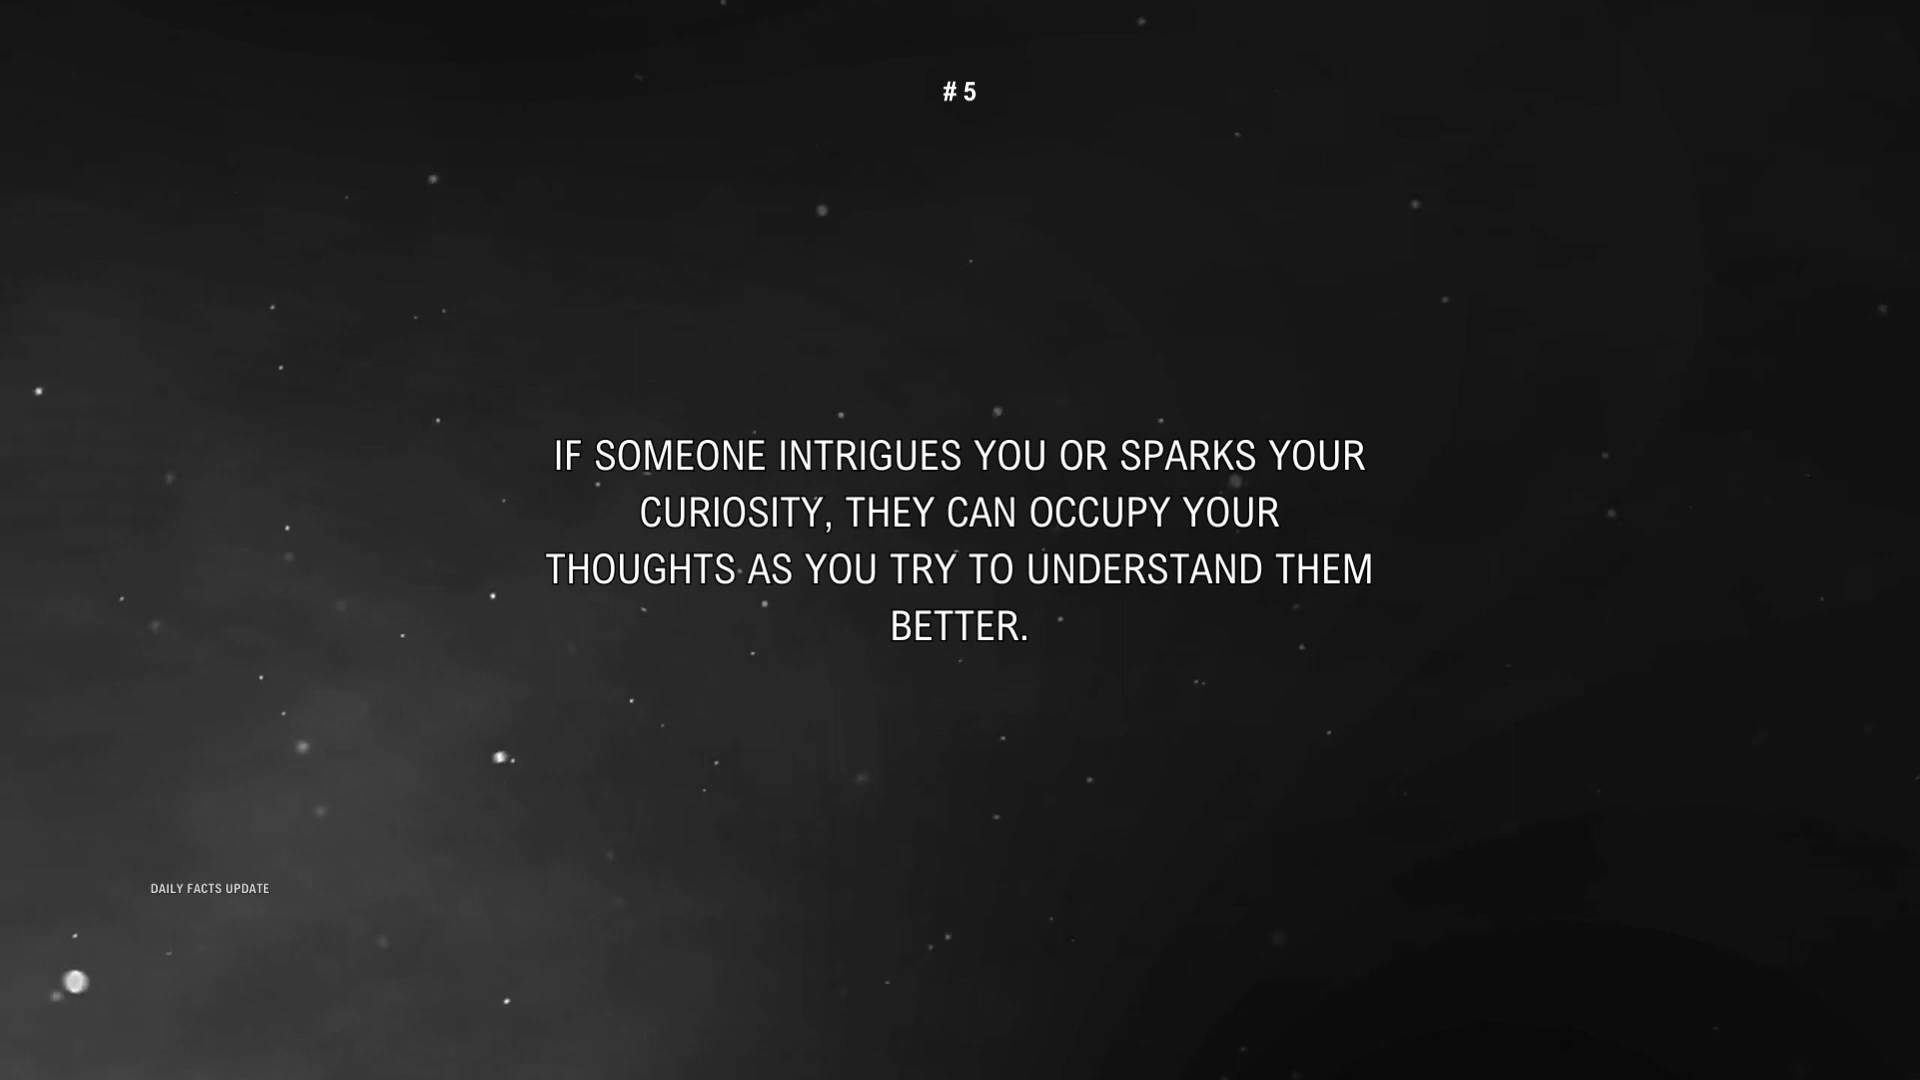 # 5
IF SOMEONE INTRIGUES YOU OR SPARKS YOUR
CURIOSITY, THEY CAN OCCUPY YOUR
THOUGHTS AS YOU TRY TO UNDERSTAND THEM
BETTER.
DAILY FACTS UPDATE